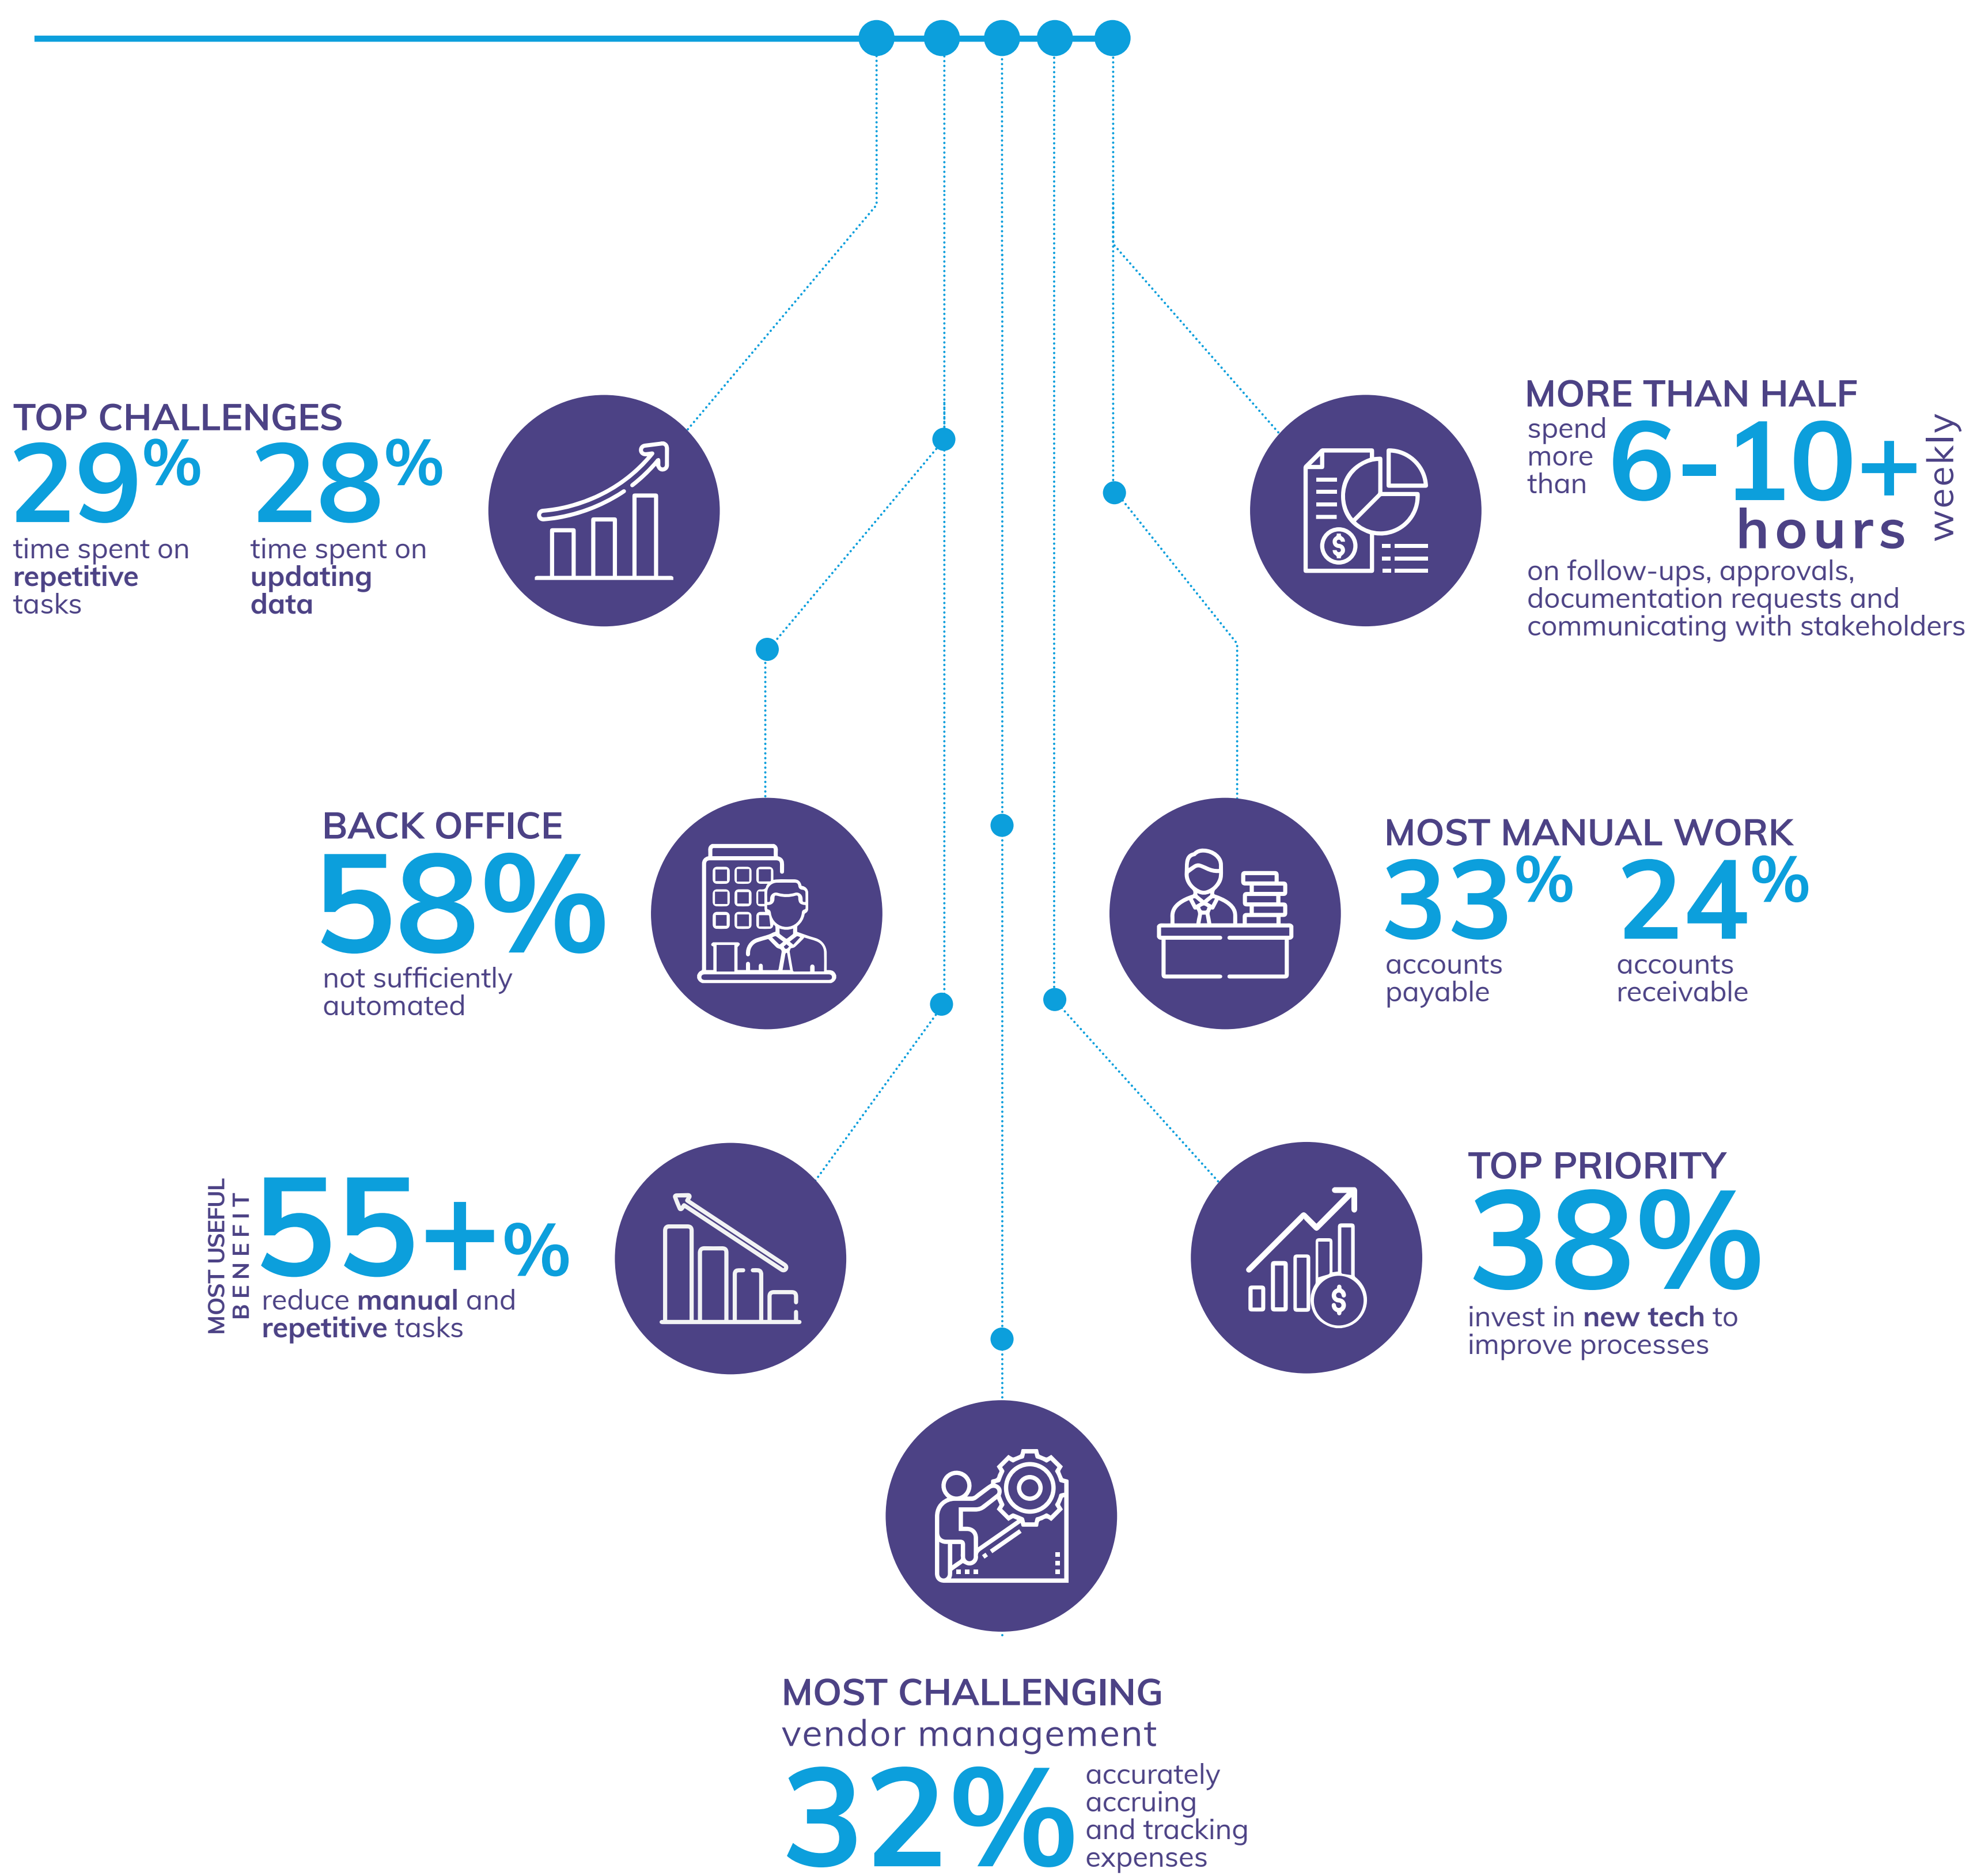 TOP CHALLENGES
29%
time spent on
repetitive
tasks
28%
time spent on
updating
data
MORE THAN HALF
spend
more
than
6-10+
hours
weekly
on follow-ups, approvals,
documentation requests and
communicating with stakeholders
BACK OFFICE
58%
not sufficiently
automated
MOST MANUAL WORK
33%
accounts
payable
24%
accounts
receivable
MOST USEFUL
BENEFIT
55+%
reduce manual and
repetitive tasks
TOP PRIORITY
38%
invest in new tech to
improve processes
MOST CHALLENGING
vendor management
32%
accurately
accruing
and tracking
expenses